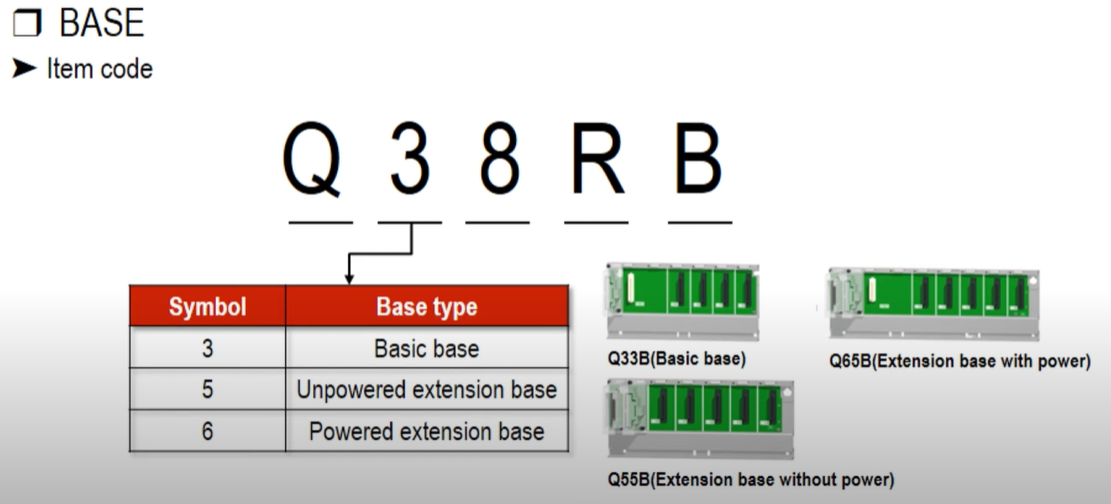 ❒ BASE
➤ Item code
Q 3 8 R B
Symbol Base type
3 Basic base
5 Unpowered extension base
6 Powered extension base
Q33B(Basic base)
Q65B(Extension base with power)
Q55B(Extension base without power)